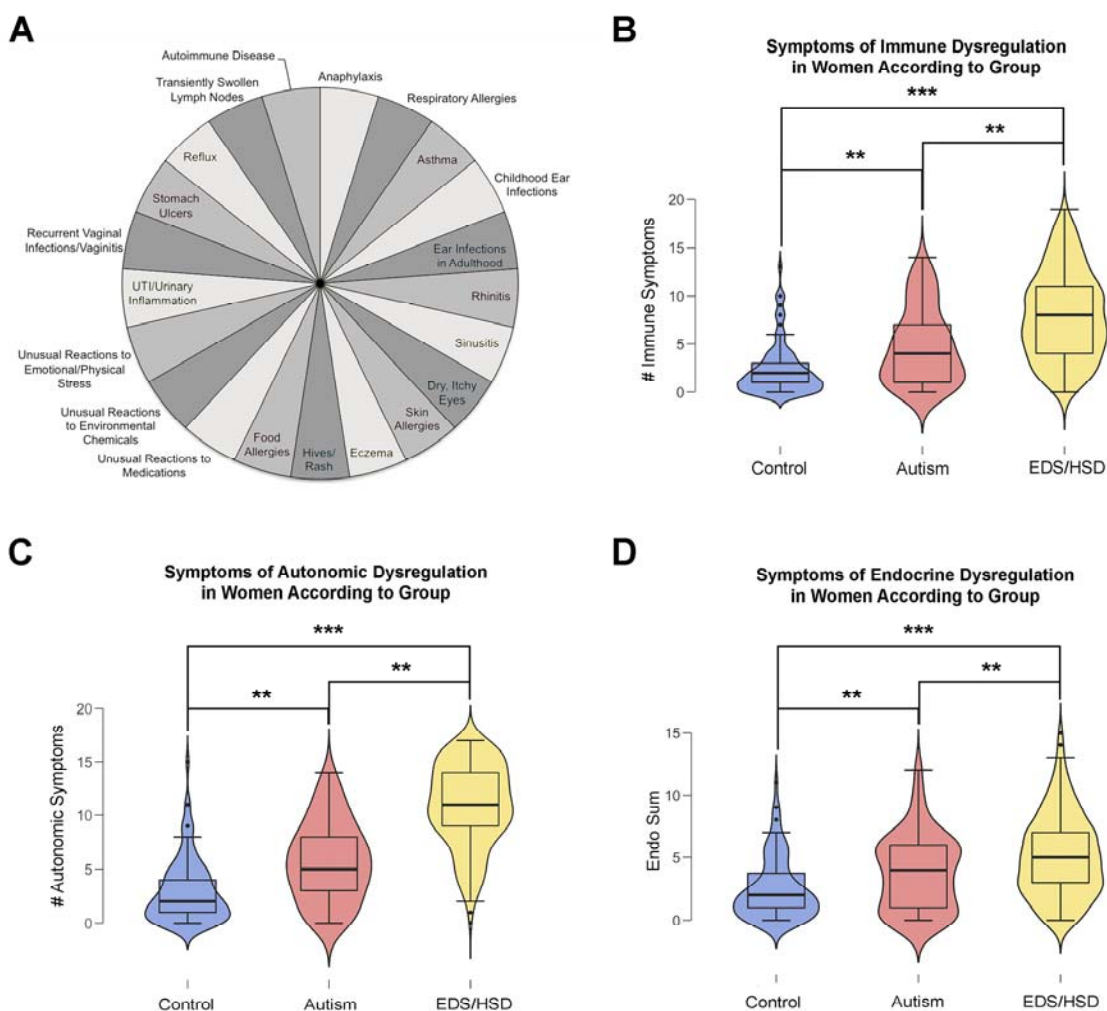 A
Autoimmune Disease
Anaphylaxis
Transiently Swollen
Lymph Nodes
Respiratory Allergies
Reflux
Asthma
Childhood Ear
Infections
Stomach
Ulcers
Recurrent Vaginal
Infections/Vaginitis
Ear Infections
in Adulthood
UTI/Urinary
Inflammation
Rhinitis
Sinusitis
Unusual Reactions to
Emotional/Physical
Stress
Dry, Itchy
Eyes
Unusual Reactions
to Environmental
Chemicals
Skin
Allergies
Food
Allergies
Hives/
Rash
Eczema
Unusual Reactions to
Medications
B
Symptoms of Immune Dysregulation
in Women According to Group
***
**
**
# Immune Symptoms
20
15
10
5
0
Control
Autism
EDS/HSD
C
Symptoms of Autonomic Dysregulation
in Women According to Group
***
**
**
# Autonomic Symptoms
20
15
10
5
0
Control
Autism
EDS/HSD
D
Symptoms of Endocrine Dysregulation
in Women According to Group
***
**
**
Endo Sum
15
10
5
0
Control
Autism
EDS/HSD